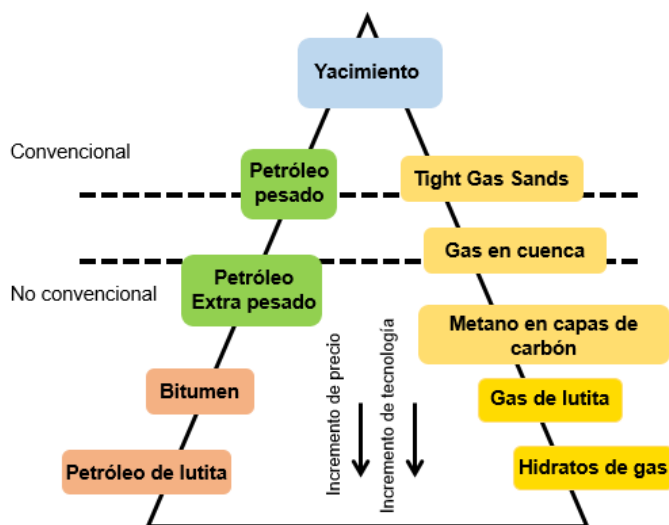 Yacimiento
Convencional
Petróleo
pesado
Tight Gas Sands
Gas en cuenca
No convencional
Petróleo
Extra pesado
Metano en capas de
carbón
Incremento de precio
Incremento de tecnología
Bitumen
Gas de lutita
Petróleo de lutita
Hidratos de gas